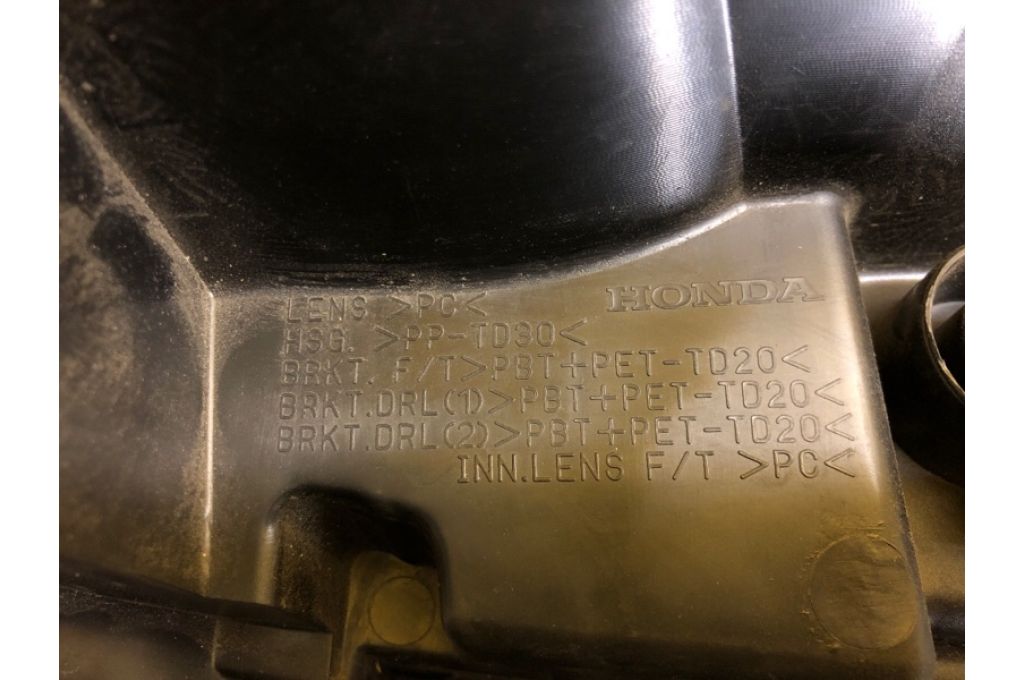 LENS >PC< HONDA
HSG. >PP-TD30<
BRKT. F/T>PBT+PET-TD20<
BRKT.DRL(1)>PBT+PET-TD20<
BRKT.DRL(2)>PBT+PET-TD20<
INN.LENS F/T >PC<